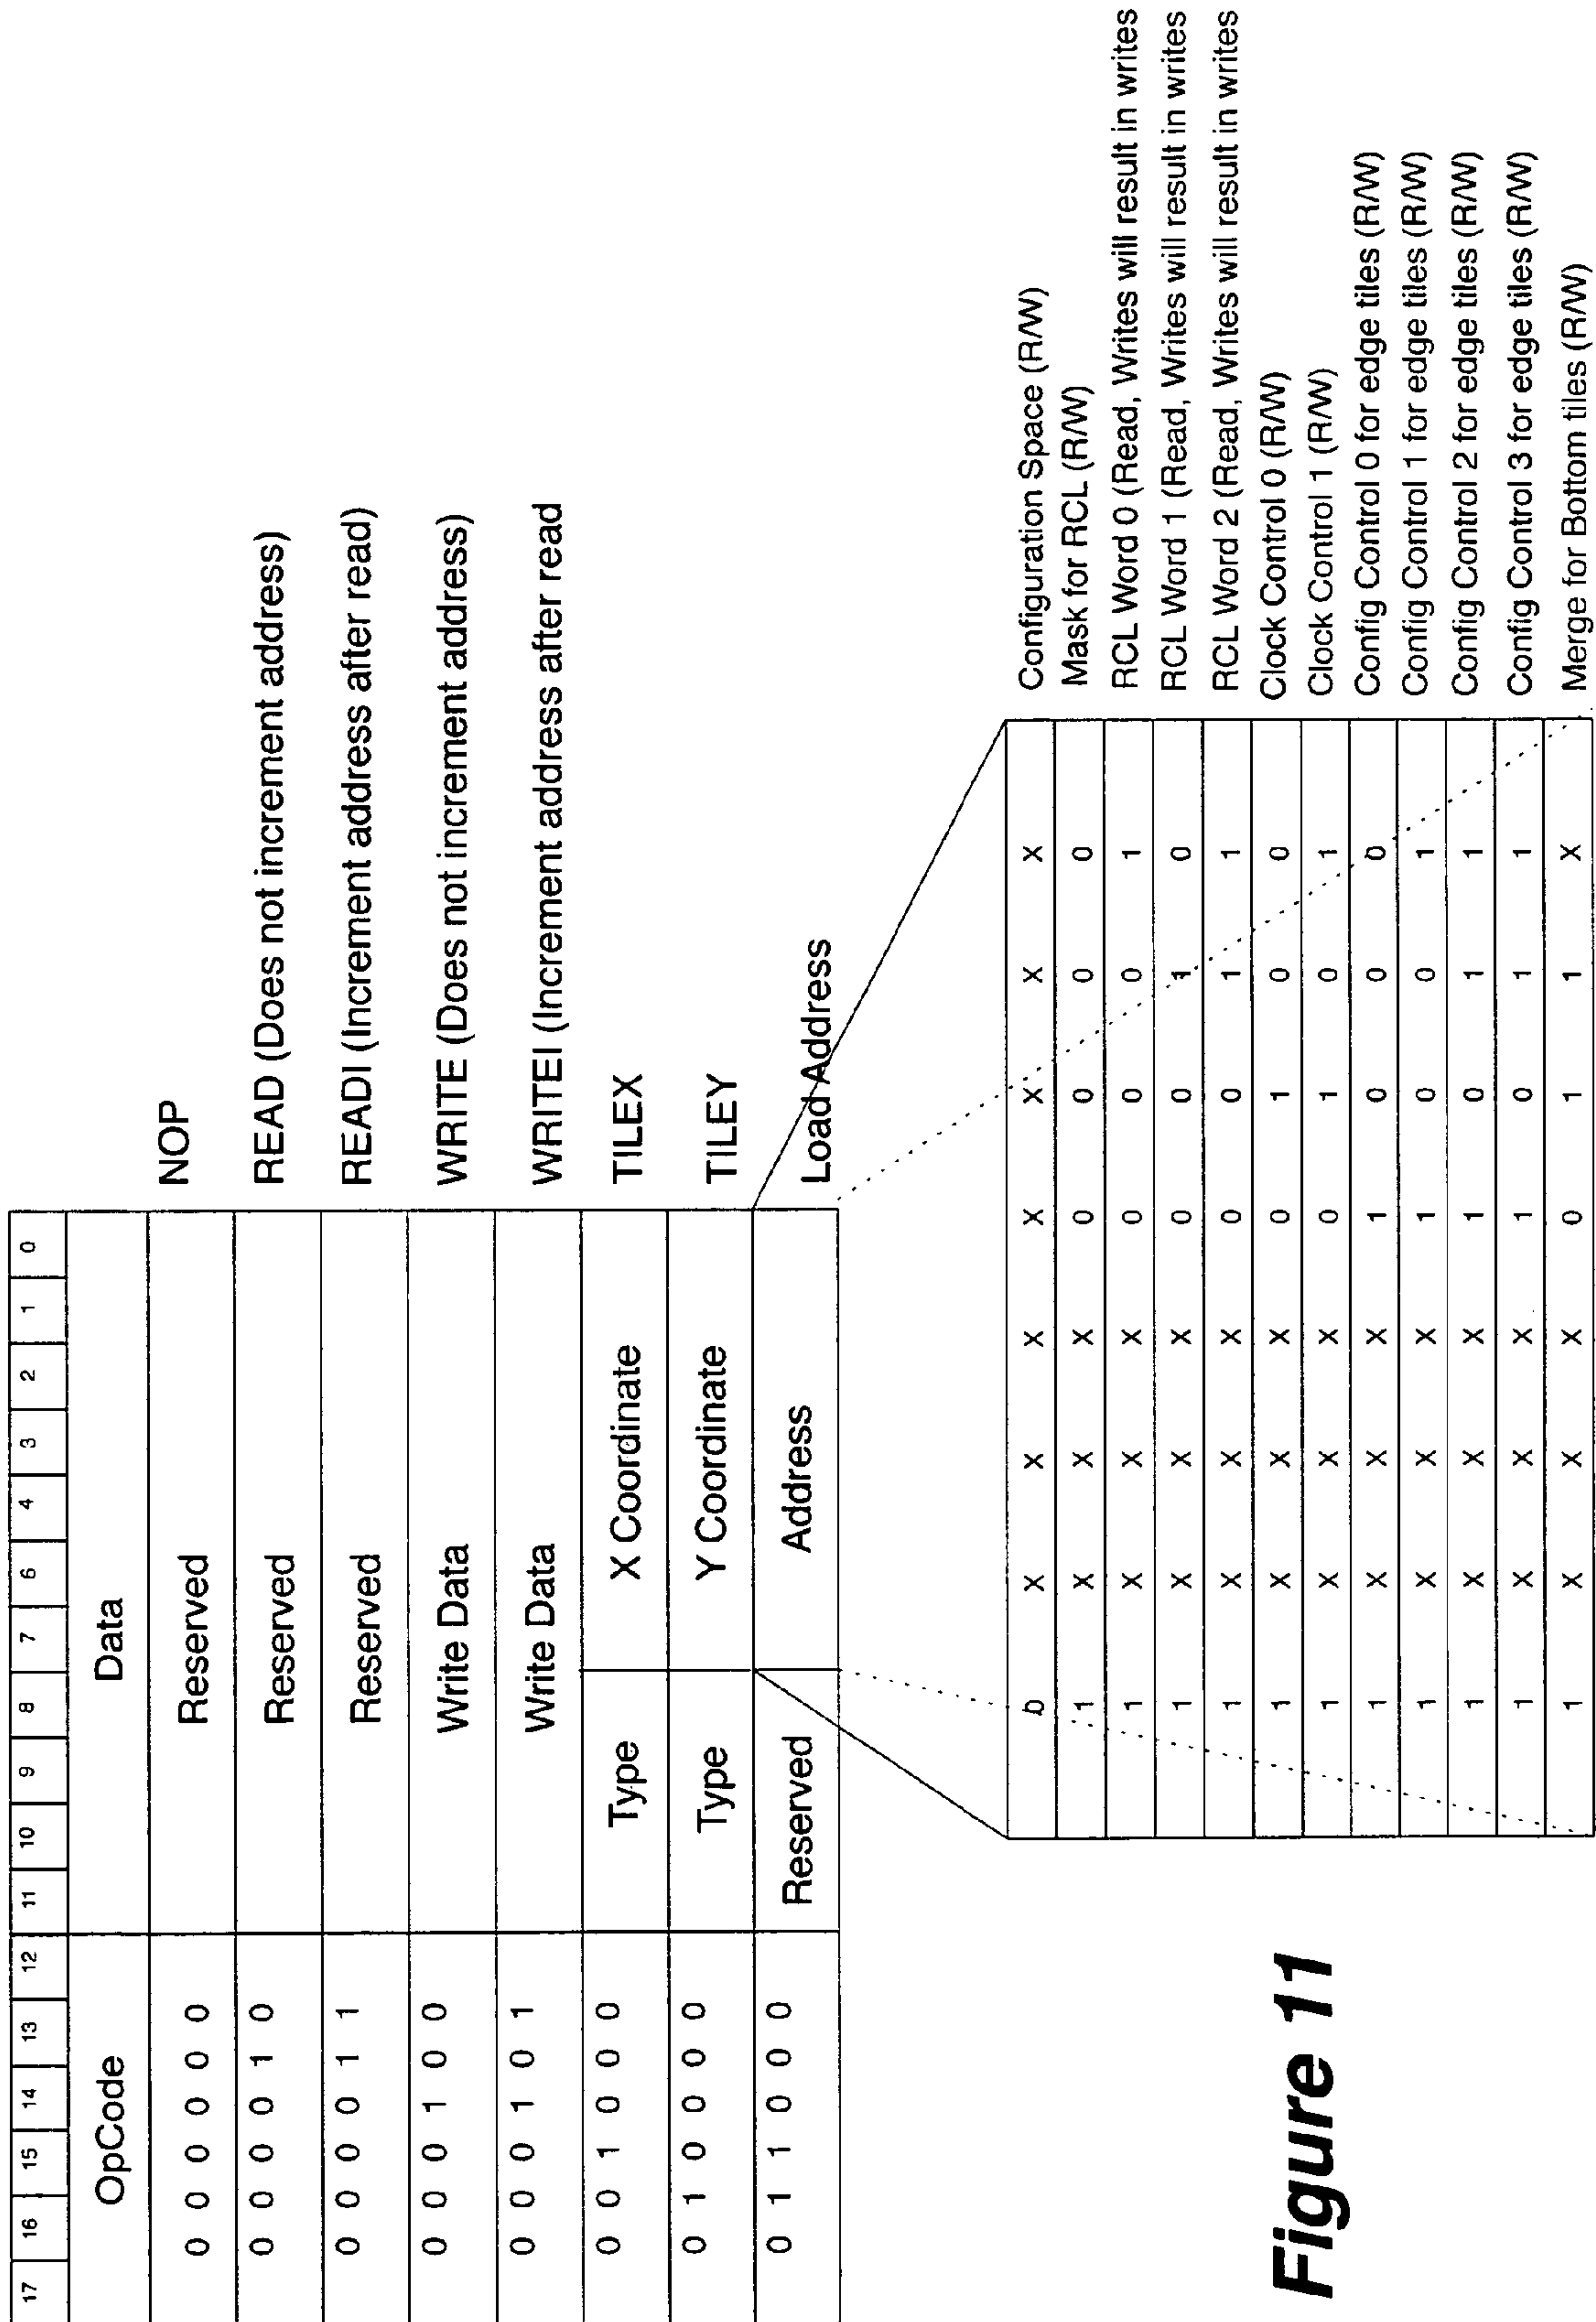 17 16 15 14 13 12 11 10 9 8 7 6 4 3 2 1 0
OpCode Data
0 0 0 0 0 0 Reserved NOP
0 0 0 0 1 0 Reserved READ (Does not increment address)
0 0 0 0 1 1 Reserved READI (Increment address after read)
0 0 0 1 0 0 Write Data WRITE (Does not increment address)
0 0 0 1 0 1 Write Data WRITEI (Increment address after read
0 0 1 0 0 0 Type X Coordinate TILEX
0 1 0 0 0 0 Type Y Coordinate TILEY
0 1 1 0 0 0 Reserved Address Load Address
0 X X X X X X X Configuration Space (R/W)
1 X X X 0 0 0 0 Mask for RCL (R/W)
1 X X X 0 0 0 1 RCL Word 0 (Read, Writes will result in writes
1 X X X 0 0 1 0 RCL Word 1 (Read, Writes will result in writes
1 X X X 0 0 1 1 RCL Word 2 (Read, Writes will result in writes
1 X X X 0 1 0 0 Clock Control 0 (R/W)
1 X X X 0 1 0 1 Clock Control 1 (R/W)
1 X X X 1 0 0 0 Config Control 0 for edge tiles (R/W)
1 X X X 1 0 0 1 Config Control 1 for edge tiles (R/W)
1 X X X 1 0 1 1 Config Control 2 for edge tiles (R/W)
1 X X X 1 0 1 1 Config Control 3 for edge tiles (R/W)
1 X X X 0 1 1 X Merge for Bottom tiles (R/W)
Figure 11